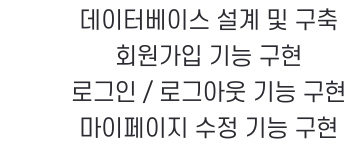 데이터베이스 설계 및 구축
회원가입 기능 구현
로그인 / 로그아웃 기능 구현
마이페이지 수정 기능 구현